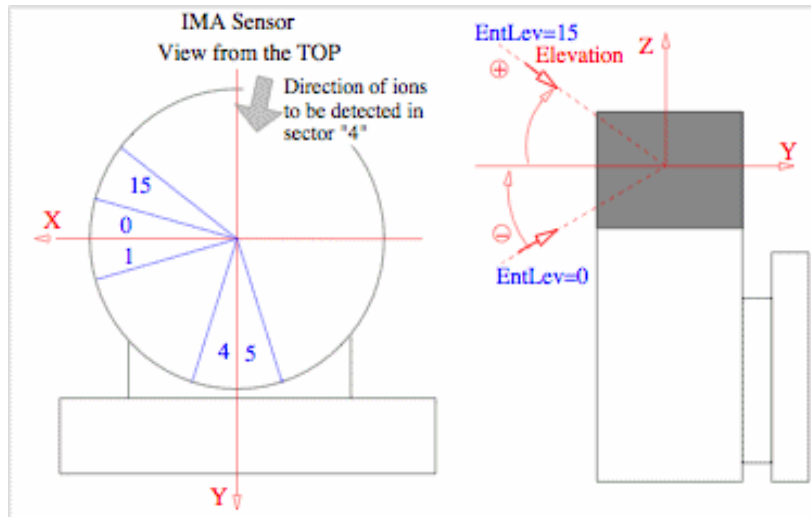 IMA Sensor
View from the TOP
Direction of ions
to be detected in
sector "4"
15
0
1
X
4
5
Y
EntLev=15
Elevation
Z
+
Y
−
EntLev=0